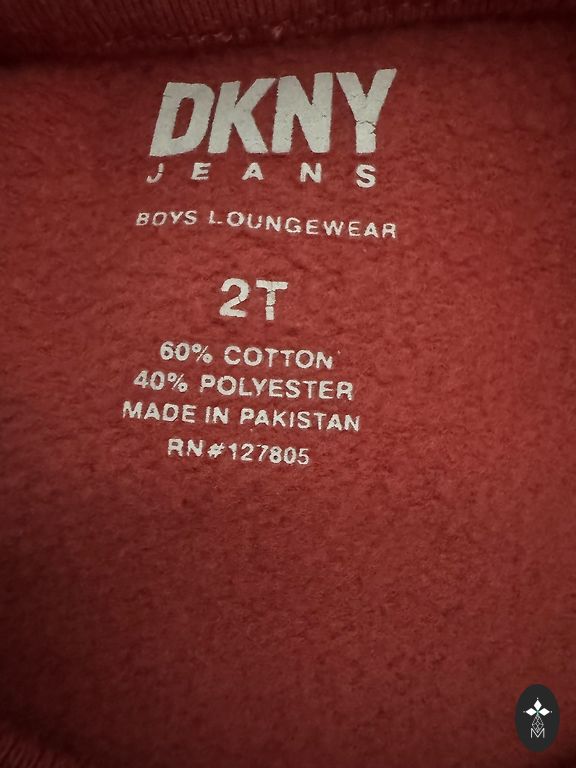 DKNY
JEANS
BOYS LOUNGEWEAR
2T
60% COTTON
40% POLYESTER
MADE IN PAKISTAN
RN#127805
M